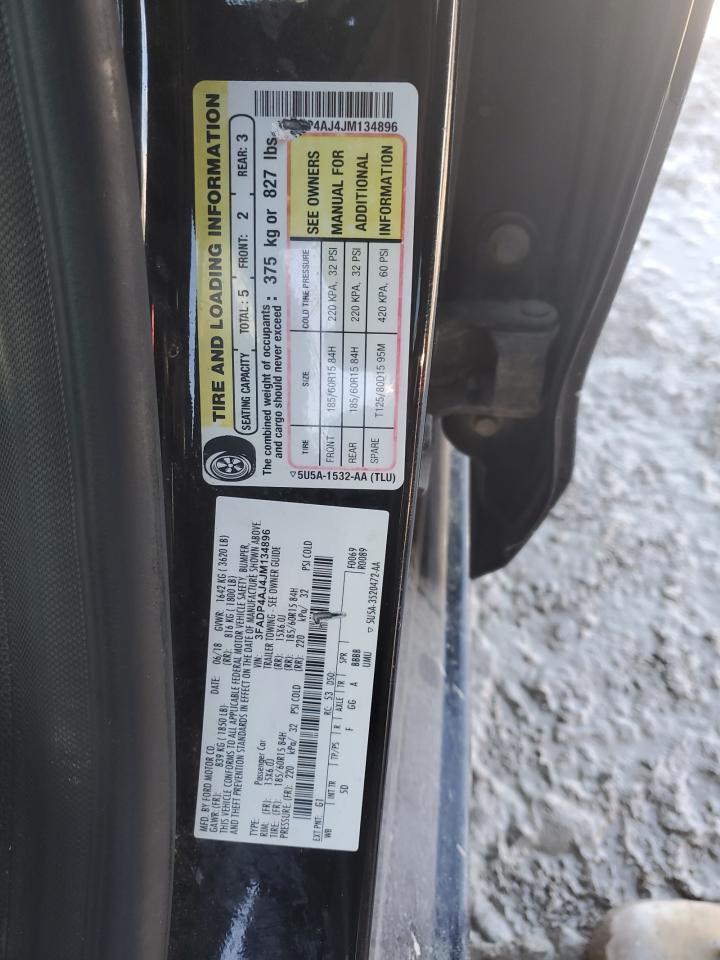 TIRE AND LOADING INFORMATION
SEATING CAPACITY TOTAL: 5 FRONT: 2 REAR: 3
The combined weight of occupants
and cargo should never exceed: 375 kg or 827 lbs.
TIRE SIZE COLD TIRE PRESSURE SEE OWNERS
FRONT 185/60R15 84H 220 KPA, 32 PSI MANUAL FOR
REAR 185/60R15 84H 220 KPA, 32 PSI ADDITIONAL
SPARE T125/80D15 95M 420 KPA, 60 PSI INFORMATION
5U5A-1532-AA (TLU) P4AJ4JM134896
MFD. BY FORD MOTOR CO. DATE: 06/18 GVWR: 1642 KG ( 3620 LB)
GAWR: (FR): 839 KG ( 1850 LB) (RR): 816 KG ( 1800 LB)
THIS VEHICLE CONFORMS TO ALL APPLICABLE FEDERAL MOTOR VEHICLE SAFETY, BUMPER,
AND THEFT PREVENTION STANDARDS IN EFFECT ON THE DATE OF MANUFACTURE SHOWN ABOVE.
VIN: 3FADP4AJ4JM134896
TYPE: Passenger Car TRAILER TOWING - SEE OWNER GUIDE
RIM: (FR): 15X6.0J (RR): 15X6.0J
TIRE: (FR): 185/60R15 84H (RR): 185/60R15 84H
PRESSURE:(FR): 220 kPa/ 32 PSI COLD (RR): 220 kPa/ 32 PSI COLD
EXT PNT: G1 RC: 53 DSO: F0069
WB INT TR TP/PS R AXLE TR SPR R0089
5D F GG A BBBB
UMU 5U5A-3520472-AA